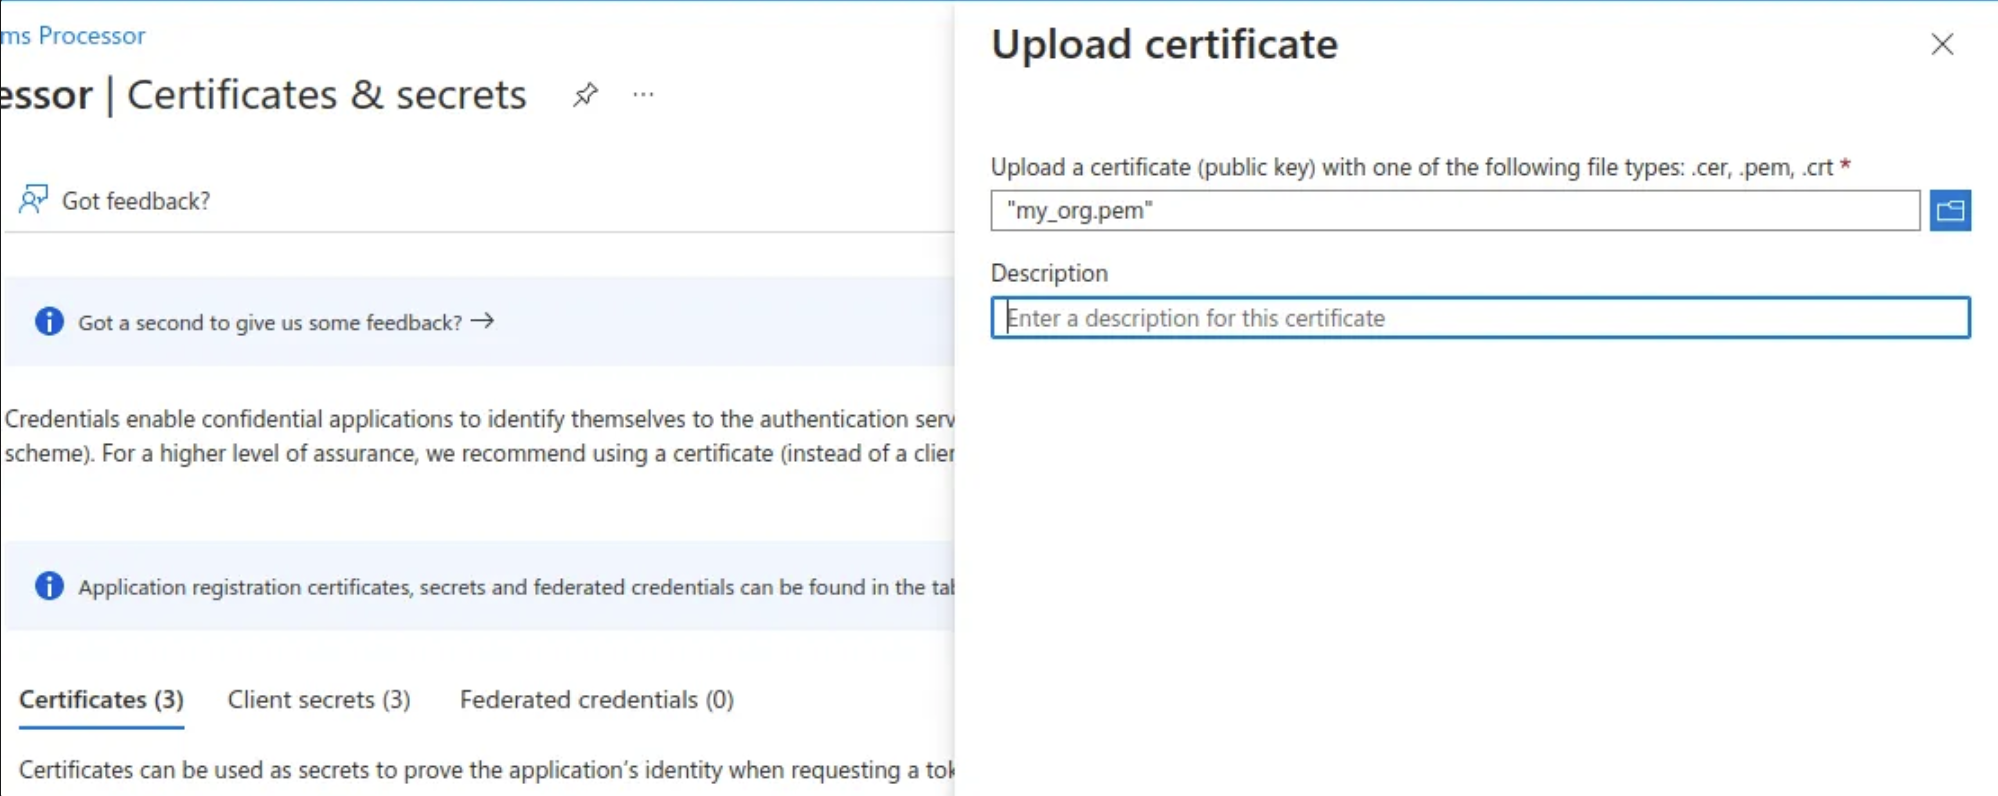 ms Processor
essor | Certificates & secrets
Got feedback?
Got a second to give us some feedback?
Credentials enable confidential applications to identify themselves to the authentication serv
scheme). For a higher level of assurance, we recommend using a certificate (instead of a clier
Application registration certificates, secrets and federated credentials can be found in the tab
Certificates (3)
Client secrets (3)
Federated credentials (0)
Certificates can be used as secrets to prove the application's identity when requesting a tok
Upload certificate
Upload a certificate (public key) with one of the following file types: .cer, .pem, .crt *
"my_org.pem"
Description
Enter a description for this certificate